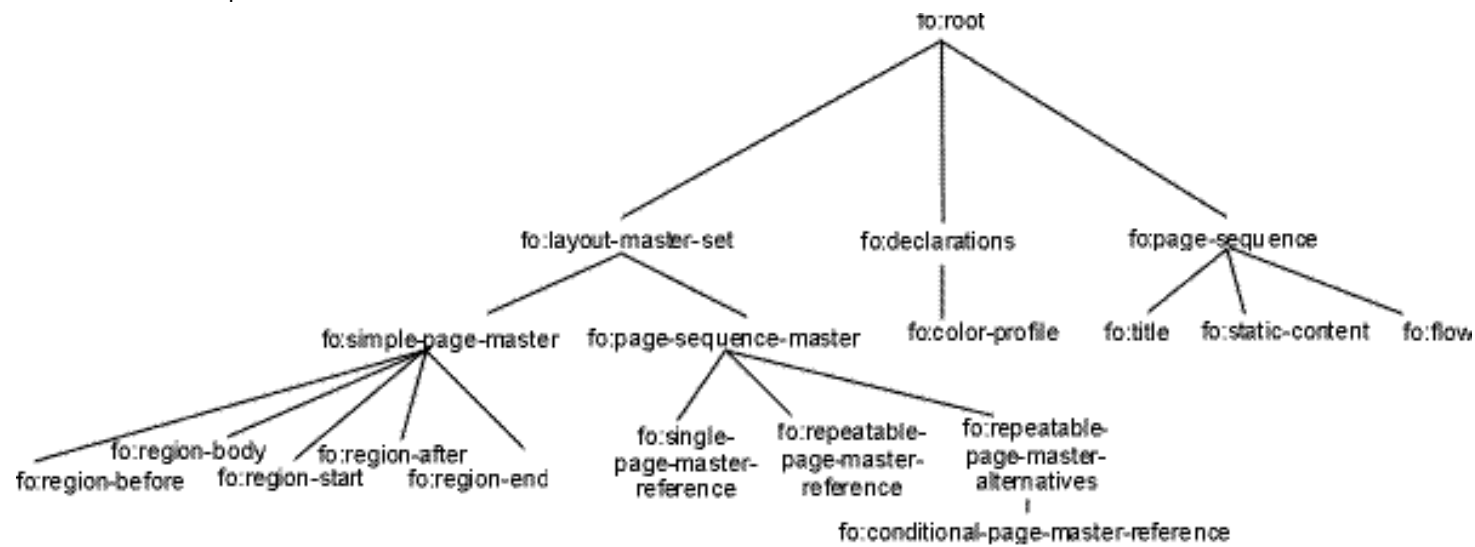 fo:root
fo:layout-master-set
fo:declarations
fo:page-sequence
fo:simple-page-master
fo:page-sequence-master
fo:color-profile
fo:title
fo:static-content
fo:flow
fo:region-before
fo:region-body
fo:region-start
fo:region-after
fo:region-end
fo:single-
page-master-
reference
fo:repeatable-
page-master-
reference
fo:repeatable-
page-master-
alternatives
fo:conditional-page-master-reference